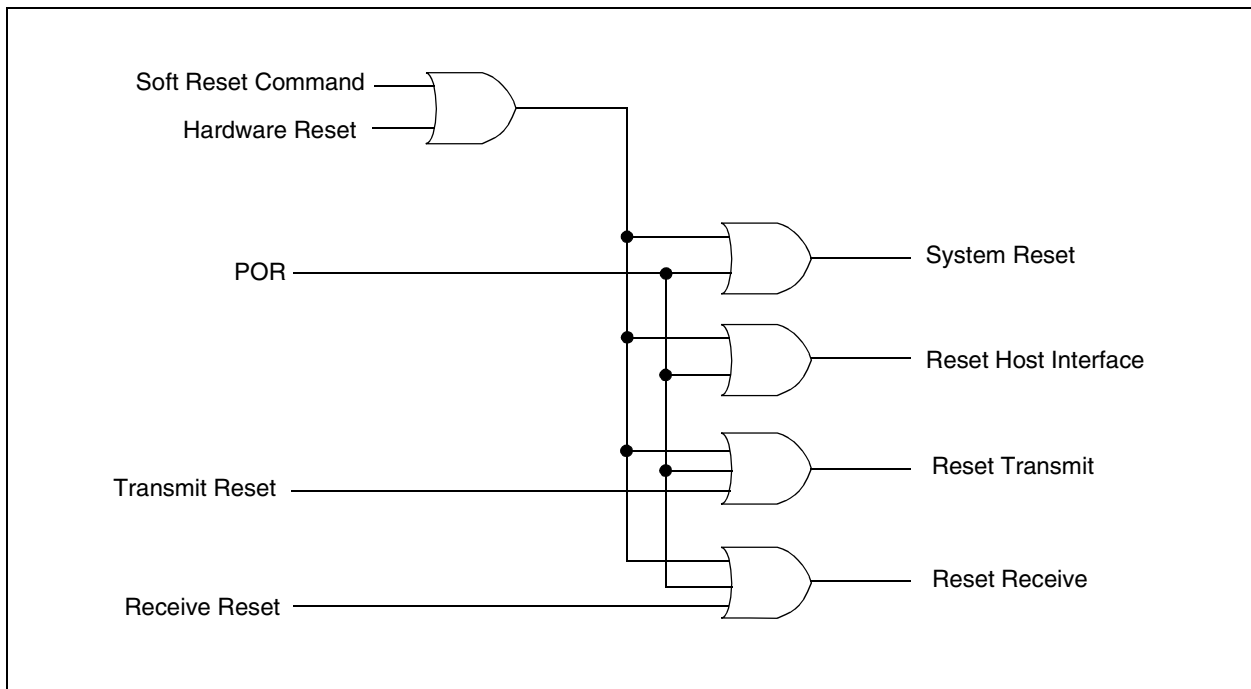 Soft Reset Command
Hardware Reset
System Reset
POR
Reset Host Interface
Reset Transmit
Transmit Reset
Reset Receive
Receive Reset